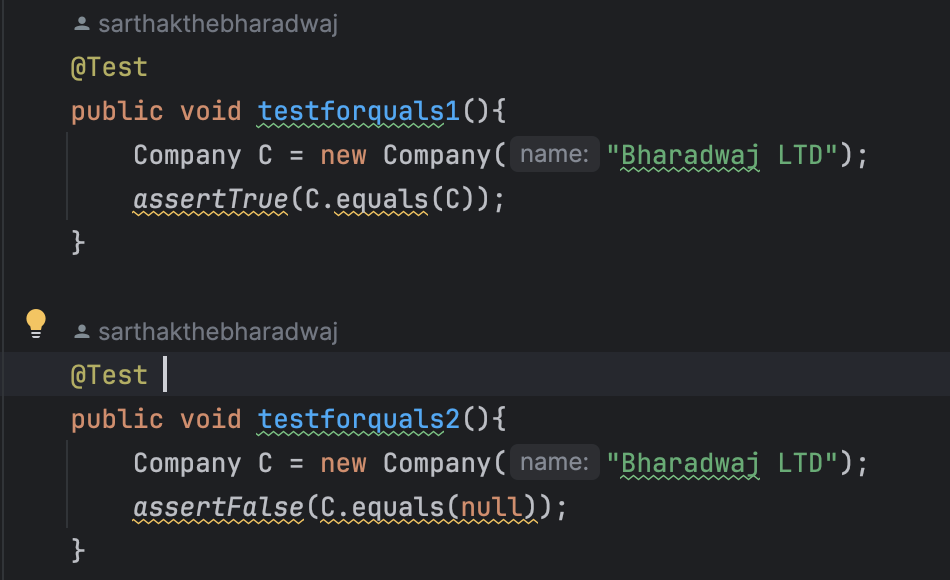 sarthakthebharadwaj
@Test
public void testforquals1(){
Company C = new Company( name: "Bharadwaj LTD");
assertTrue(C.equals(C));
}
sarthakthebharadwaj
@Test
public void testforquals2(){
Company C = new Company( name: "Bharadwaj LTD");
assertFalse(C.equals(null));
}